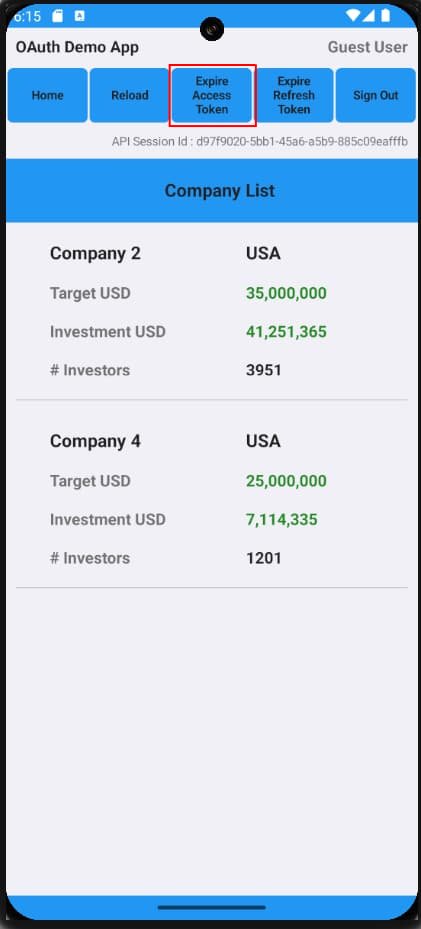 6:15
OAuth Demo App Guest User
Home Reload Expire Access Token Expire Refresh Token Sign Out
API Session Id : d97f9020-5bb1-45a6-a5b9-885c09eafffb
Company List
Company 2 USA
Target USD 35,000,000
Investment USD 41,251,365
# Investors 3951
Company 4 USA
Target USD 25,000,000
Investment USD 7,114,335
# Investors 1201